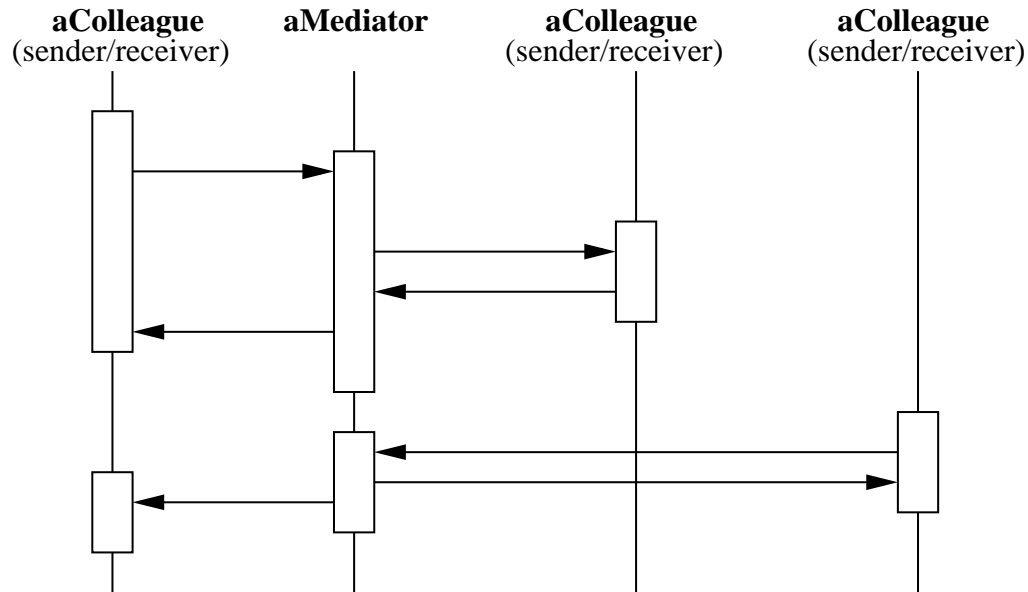 aColleague
(sender/receiver)
aMediator
aColleague
(sender/receiver)
aColleague
(sender/receiver)